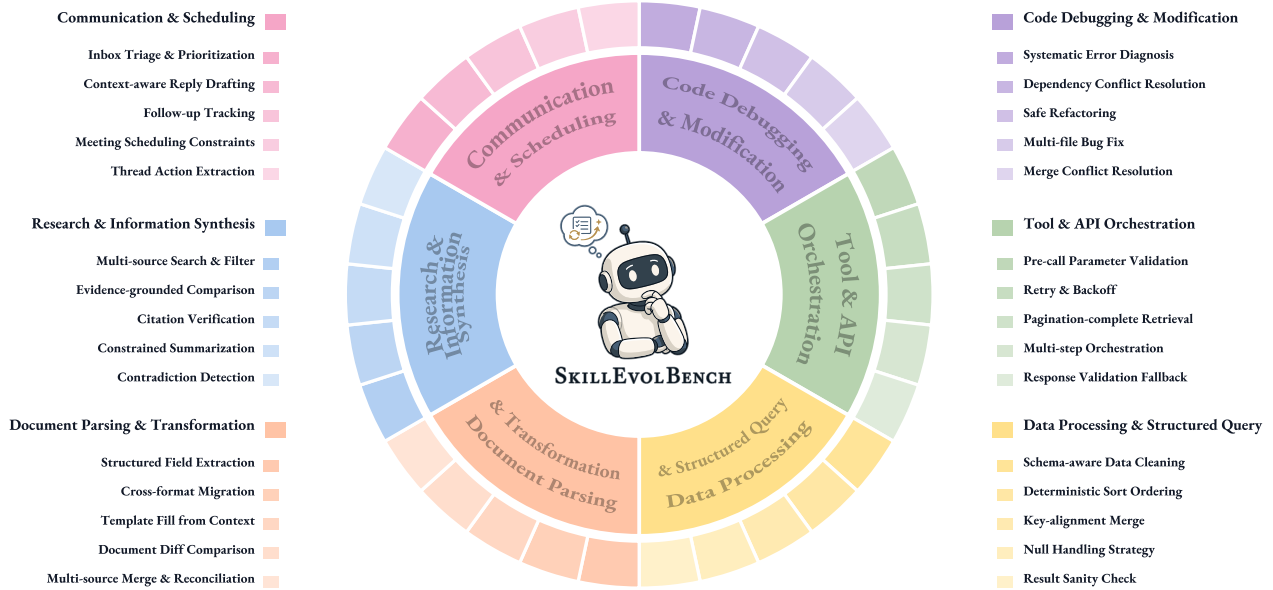 Communication & Scheduling
Inbox Triage & Prioritization
Context-aware Reply Drafting
Follow-up Tracking
Meeting Scheduling Constraints
Thread Action Extraction
Research & Information Synthesis
Multi-source Search & Filter
Evidence-grounded Comparison
Citation Verification
Constrained Summarization
Contradiction Detection
Document Parsing & Transformation
Structured Field Extraction
Cross-format Migration
Template Fill from Context
Document Diff Comparison
Multi-source Merge & Reconciliation
Communication
& Scheduling
Code Debugging
& Modification
Research &
Information
Synthesis
Tool & API
Orchestration
SkillEvolBench
& Transformation
Document Parsing
& Structured Query
Data Processing
Code Debugging & Modification
Systematic Error Diagnosis
Dependency Conflict Resolution
Safe Refactoring
Multi-file Bug Fix
Merge Conflict Resolution
Tool & API Orchestration
Pre-call Parameter Validation
Retry & Backoff
Pagination-complete Retrieval
Multi-step Orchestration
Response Validation Fallback
Data Processing & Structured Query
Schema-aware Data Cleaning
Deterministic Sort Ordering
Key-alignment Merge
Null Handling Strategy
Result Sanity Check